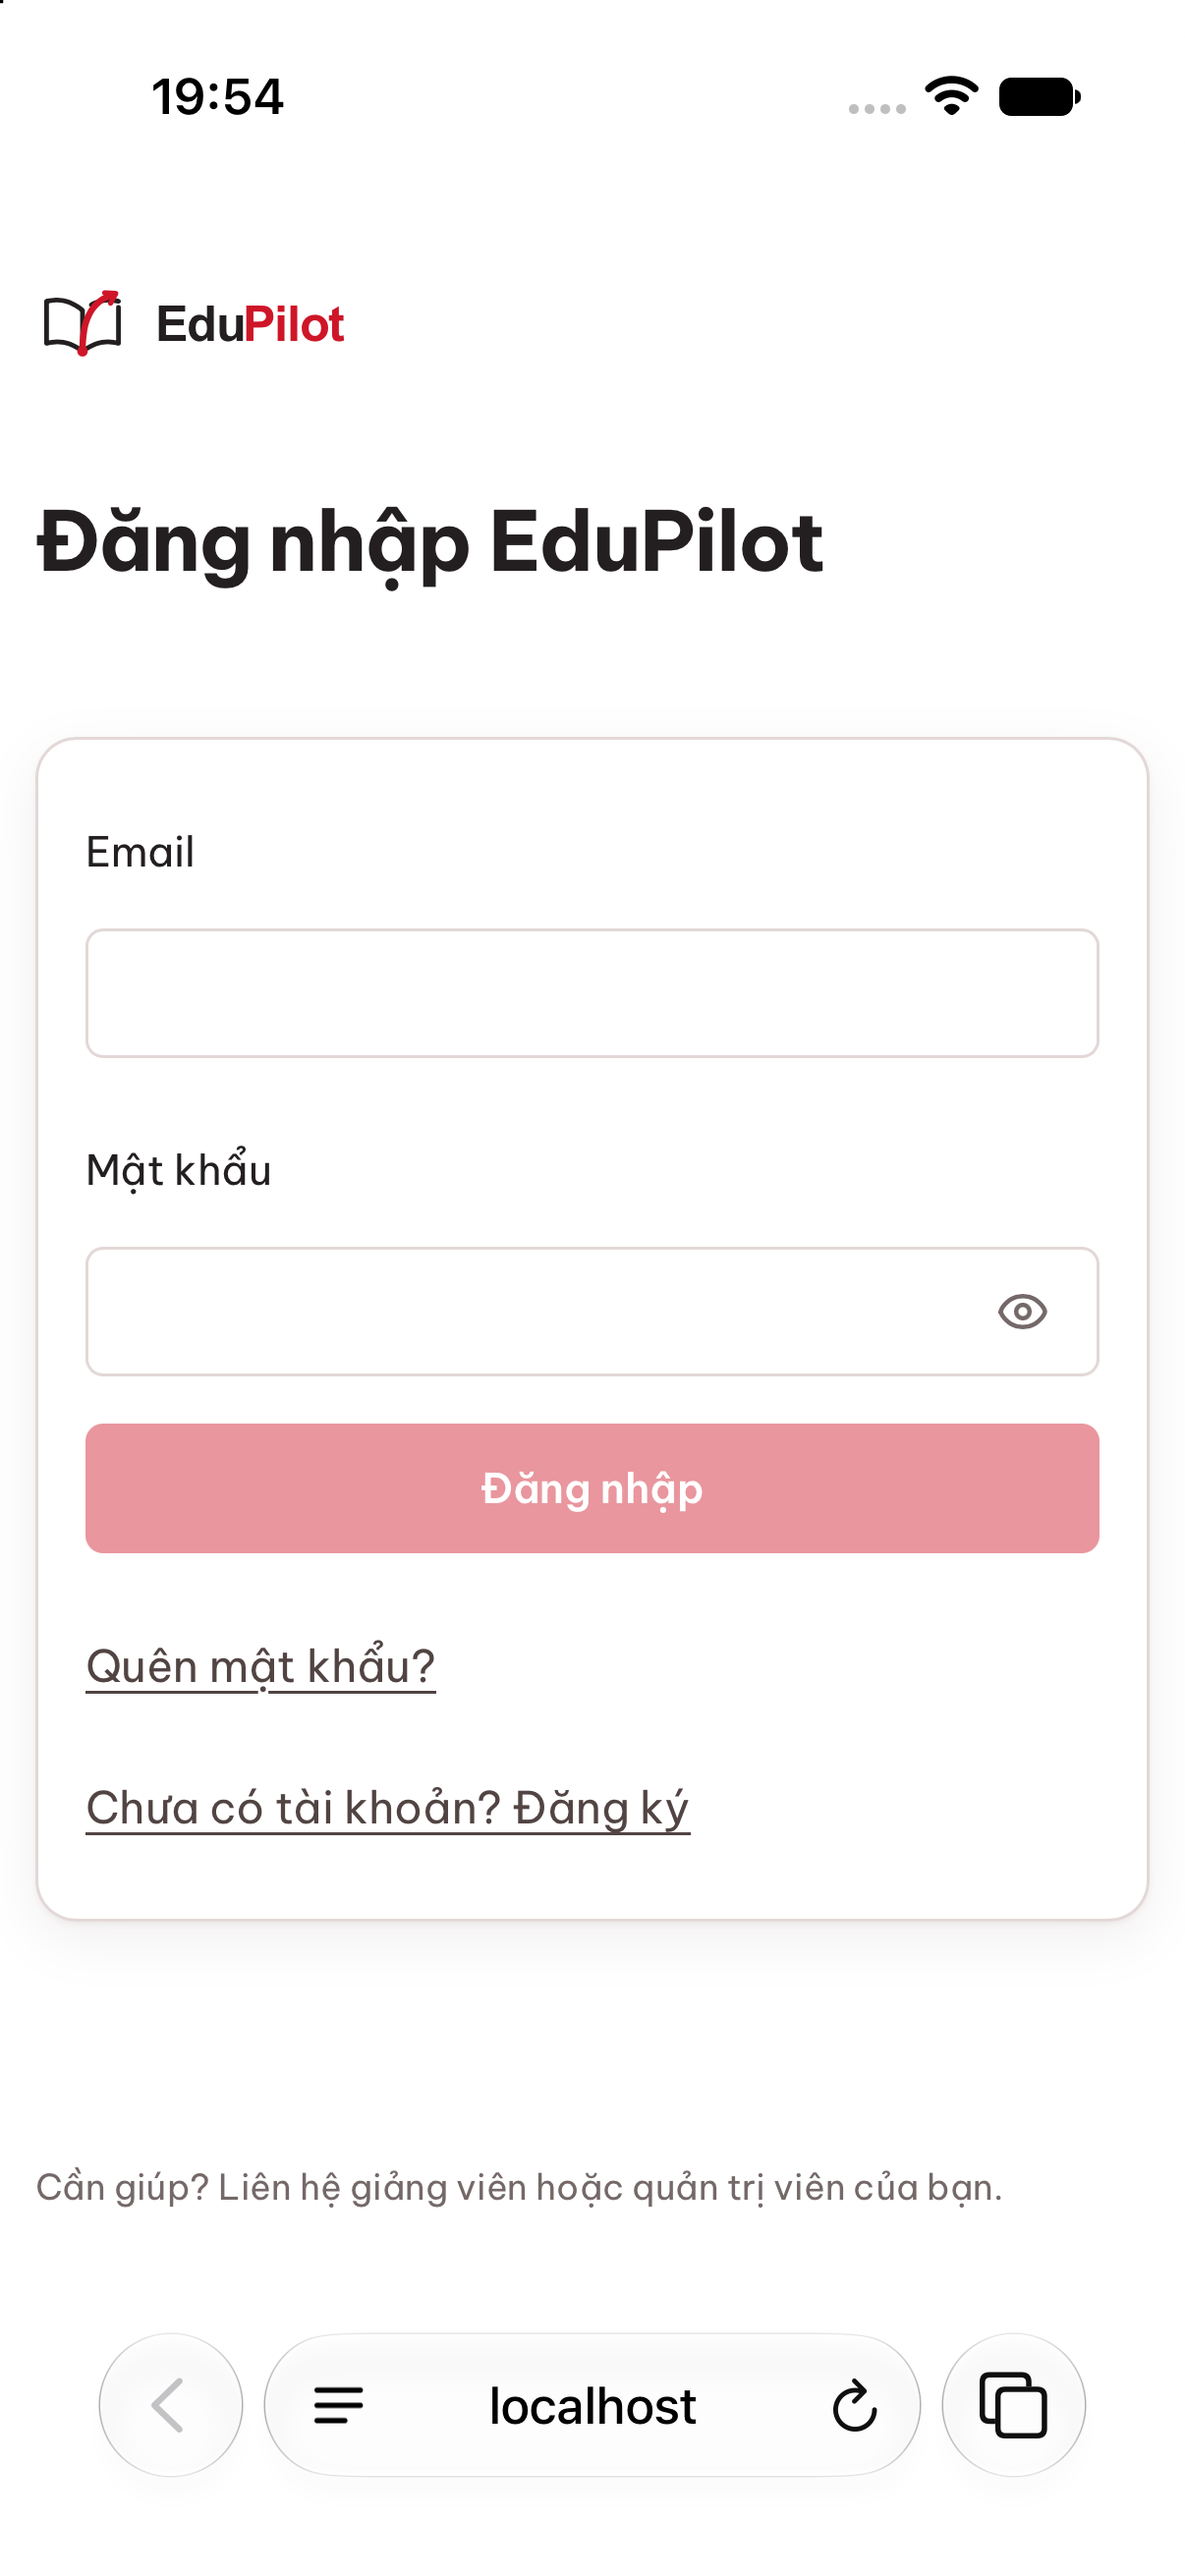 19:54
EduPilot
Đăng nhập EduPilot
Email
Mật khẩu
Đăng nhập
Quên mật khẩu?
Chưa có tài khoản? Đăng ký
Cần giúp? Liên hệ giảng viên hoặc quản trị viên của bạn.
localhost